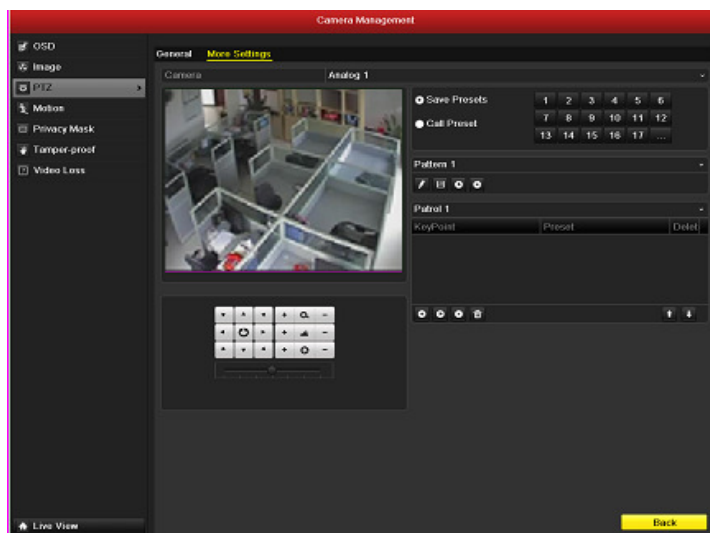 Camera Management
OSD
Image
PTZ
Motion
Privacy Mask
Tamper-proof
Video Loss
Live View
General More Settings
Camera Analog 1
Save Presets
Call Preset
1 2 3 4 5 6
7 8 9 10 11 12
13 14 15 16 17 ...
Pattern 1
Patrol 1
KeyPoint Preset Delet
Back